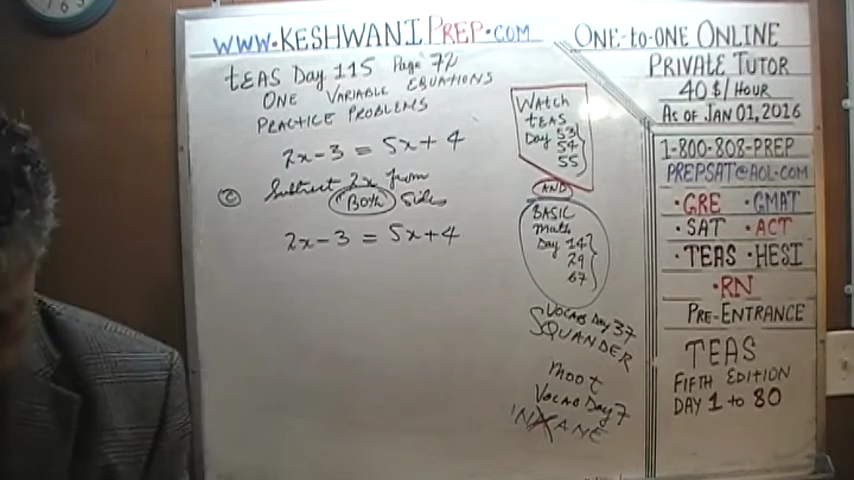 WWW.KESHWANIPREP.COM
TEAS Day 115 Page 72
ONE VARIABLE EQUATIONS
PRACTICE PROBLEMS
2x-3 = 5x+4
C Subtract 2x from
"Both" Sides
2x-3 = 5x+4
WATCH
TEAS
Day 53
54
55
AND
BASIC
Math
Day 14
29
67
VOCAB Day 37
SQUANDER
Moot
Vocab Day 7
INANE
ONE-TO-ONE ONLINE
PRIVATE TUTOR
40$/HOUR
AS OF JAN 01, 2016
1-800-808-PREP
PREPSAT@AOL.COM
•GRE •GMAT
•SAT •ACT
•TEAS •HESI
•RN
PRE-ENTRANCE
TEAS
FIFTH EDITION
DAY 1 TO 80